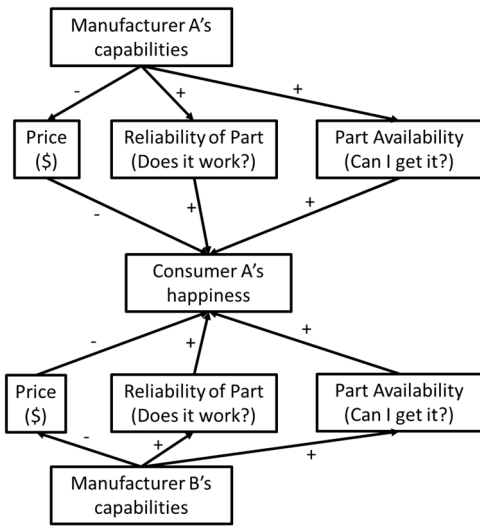 Manufacturer A's
capabilities
-
+
+
Price
($)
Reliability of Part
(Does it work?)
Part Availability
(Can I get it?)
-
+
+
Consumer A's
happiness
-
+
+
Price
($)
Reliability of Part
(Does it work?)
Part Availability
(Can I get it?)
-
+
+
Manufacturer B's
capabilities